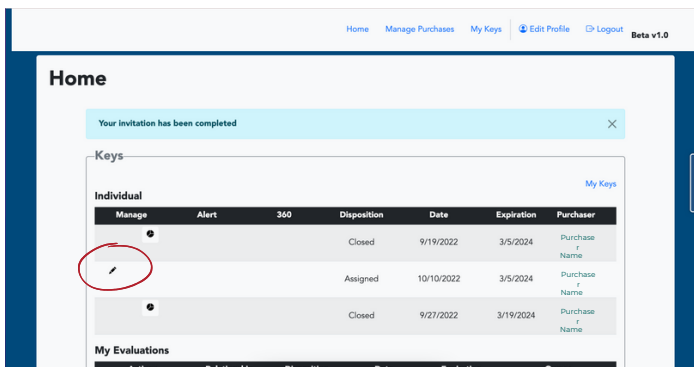 Home Manage Purchases My Keys Edit Profile Logout Beta v1.0
Home
Your invitation has been completed
Keys
My Keys
Individual
Manage Alert 360 Disposition Date Expiration Purchaser
Closed 9/19/2022 3/5/2024 Purchase
r
Name
Assigned 10/10/2022 3/5/2024 Purchase
r
Name
Closed 9/27/2022 3/19/2024 Purchase
r
Name
My Evaluations